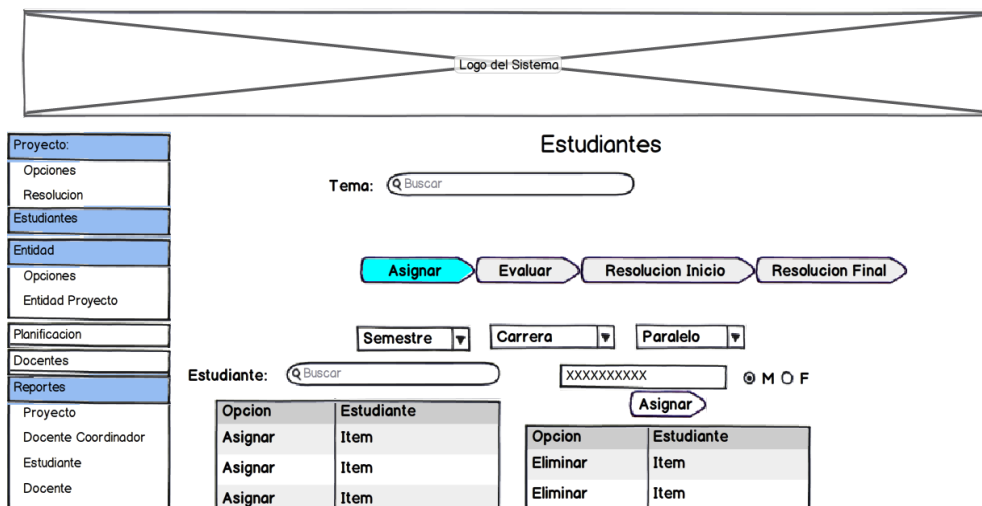 Logo del Sistema
Proyecto:
Opciones
Resolucion
Estudiantes
Entidad
Opciones
Entidad Proyecto
Planificacion
Docentes
Reportes
Proyecto
Docente Coordinador
Estudiante
Docente
Estudiantes
Tema: Buscar
Asignar Evaluar Resolucion Inicio Resolucion Final
Semestre Carrera Paralelo
Estudiante: Buscar
XXXXXXXXXX M F
Asignar
Opcion Estudiante
Asignar Item
Asignar Item
Asignar Item
Opcion Estudiante
Eliminar Item
Eliminar Item